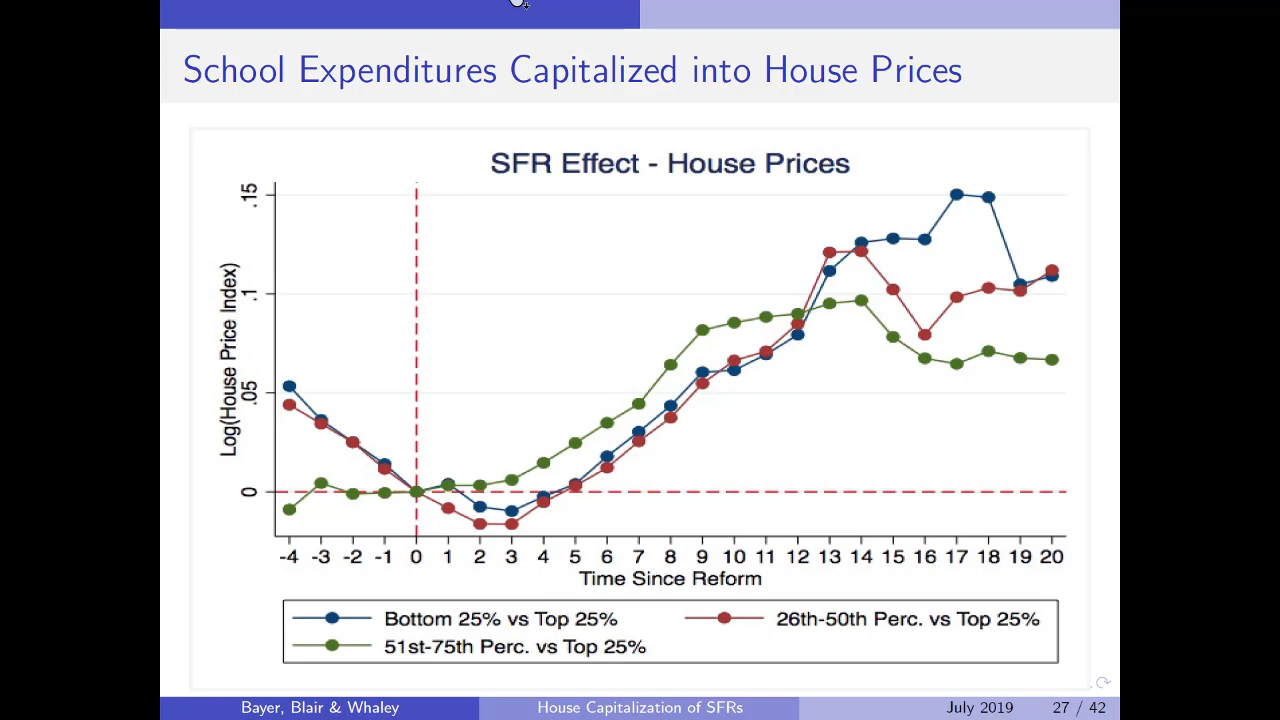 School Expenditures Capitalized into House Prices
SFR Effect - House Prices
Log(House Price Index)
.15
.1
.05
0
-4 -3 -2 -1 0 1 2 3 4 5 6 7 8 9 10 11 12 13 14 15 16 17 18 19 20
Time Since Reform
Bottom 25% vs Top 25% 26th-50th Perc. vs Top 25%
51st-75th Perc. vs Top 25%
Bayer, Blair & Whaley House Capitalization of SFRs July 2019 27 / 42